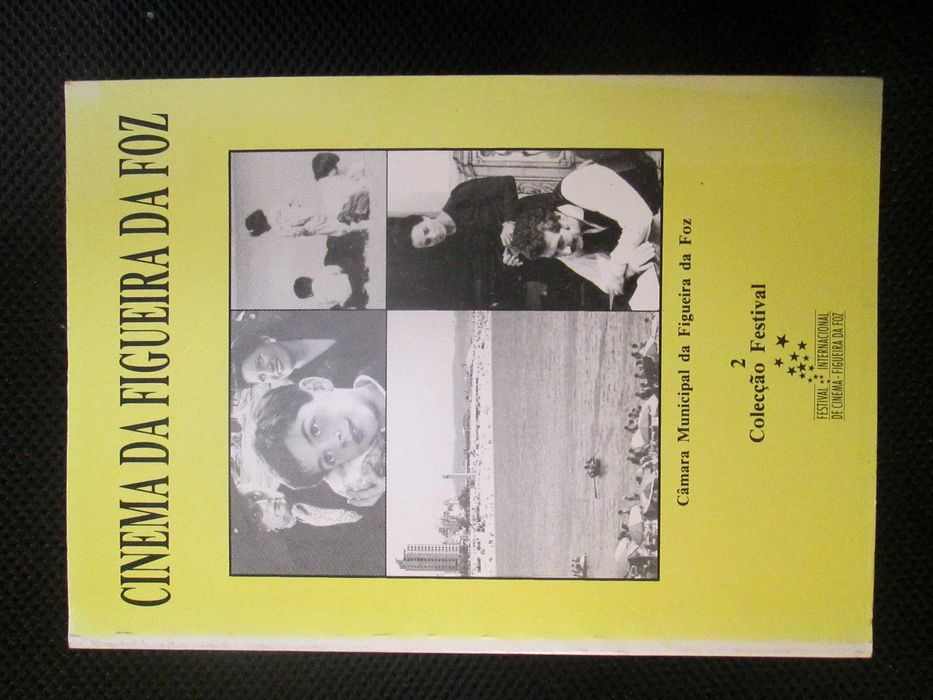 CINEMA DA FIGUEIRA DA FOZ
Câmara Municipal da Figueira da Foz
2
Colecção Festival
FESTIVAL INTERNACIONAL
DE CINEMA - FIGUEIRA DA FOZ